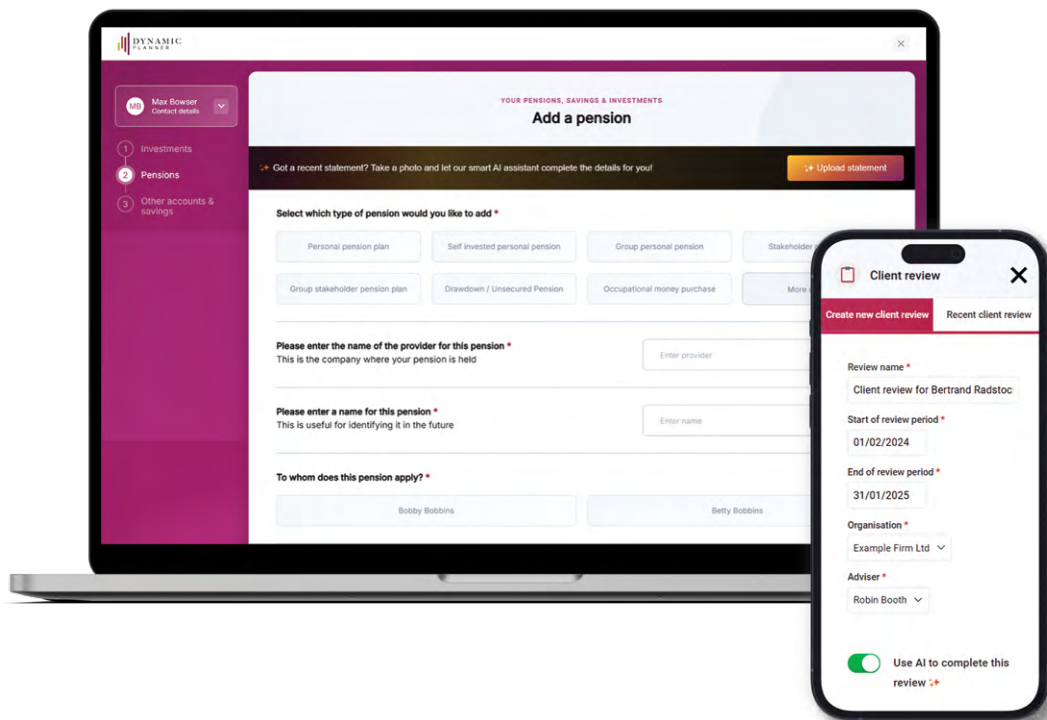 DYNAMIC
PLANNER
MB
Max Bowser
Contact details
1 Investments
2 Pensions
3 Other accounts &
savings
YOUR PENSIONS, SAVINGS & INVESTMENTS
Add a pension
Got a recent statement? Take a photo and let our smart AI assistant complete the details for you!
Upload statement
Select which type of pension would you like to add *
Personal pension plan
Self invested personal pension
Group personal pension
Stakeholder
Group stakeholder pension plan
Drawdown / Unsecured Pension
Occupational money purchase
More
Please enter the name of the provider for this pension *
This is the company where your pension is held
Enter provider
Please enter a name for this pension *
This is useful for identifying it in the future
Enter name
To whom does this pension apply? *
Bobby Bobbins
Betty Bobbins
Client review
Create new client review
Recent client review
Review name *
Client review for Bertrand Radstoc
Start of review period *
01/02/2024
End of review period *
31/01/2025
Organisation *
Example Firm Ltd
Adviser *
Robin Booth
Use AI to complete this
review